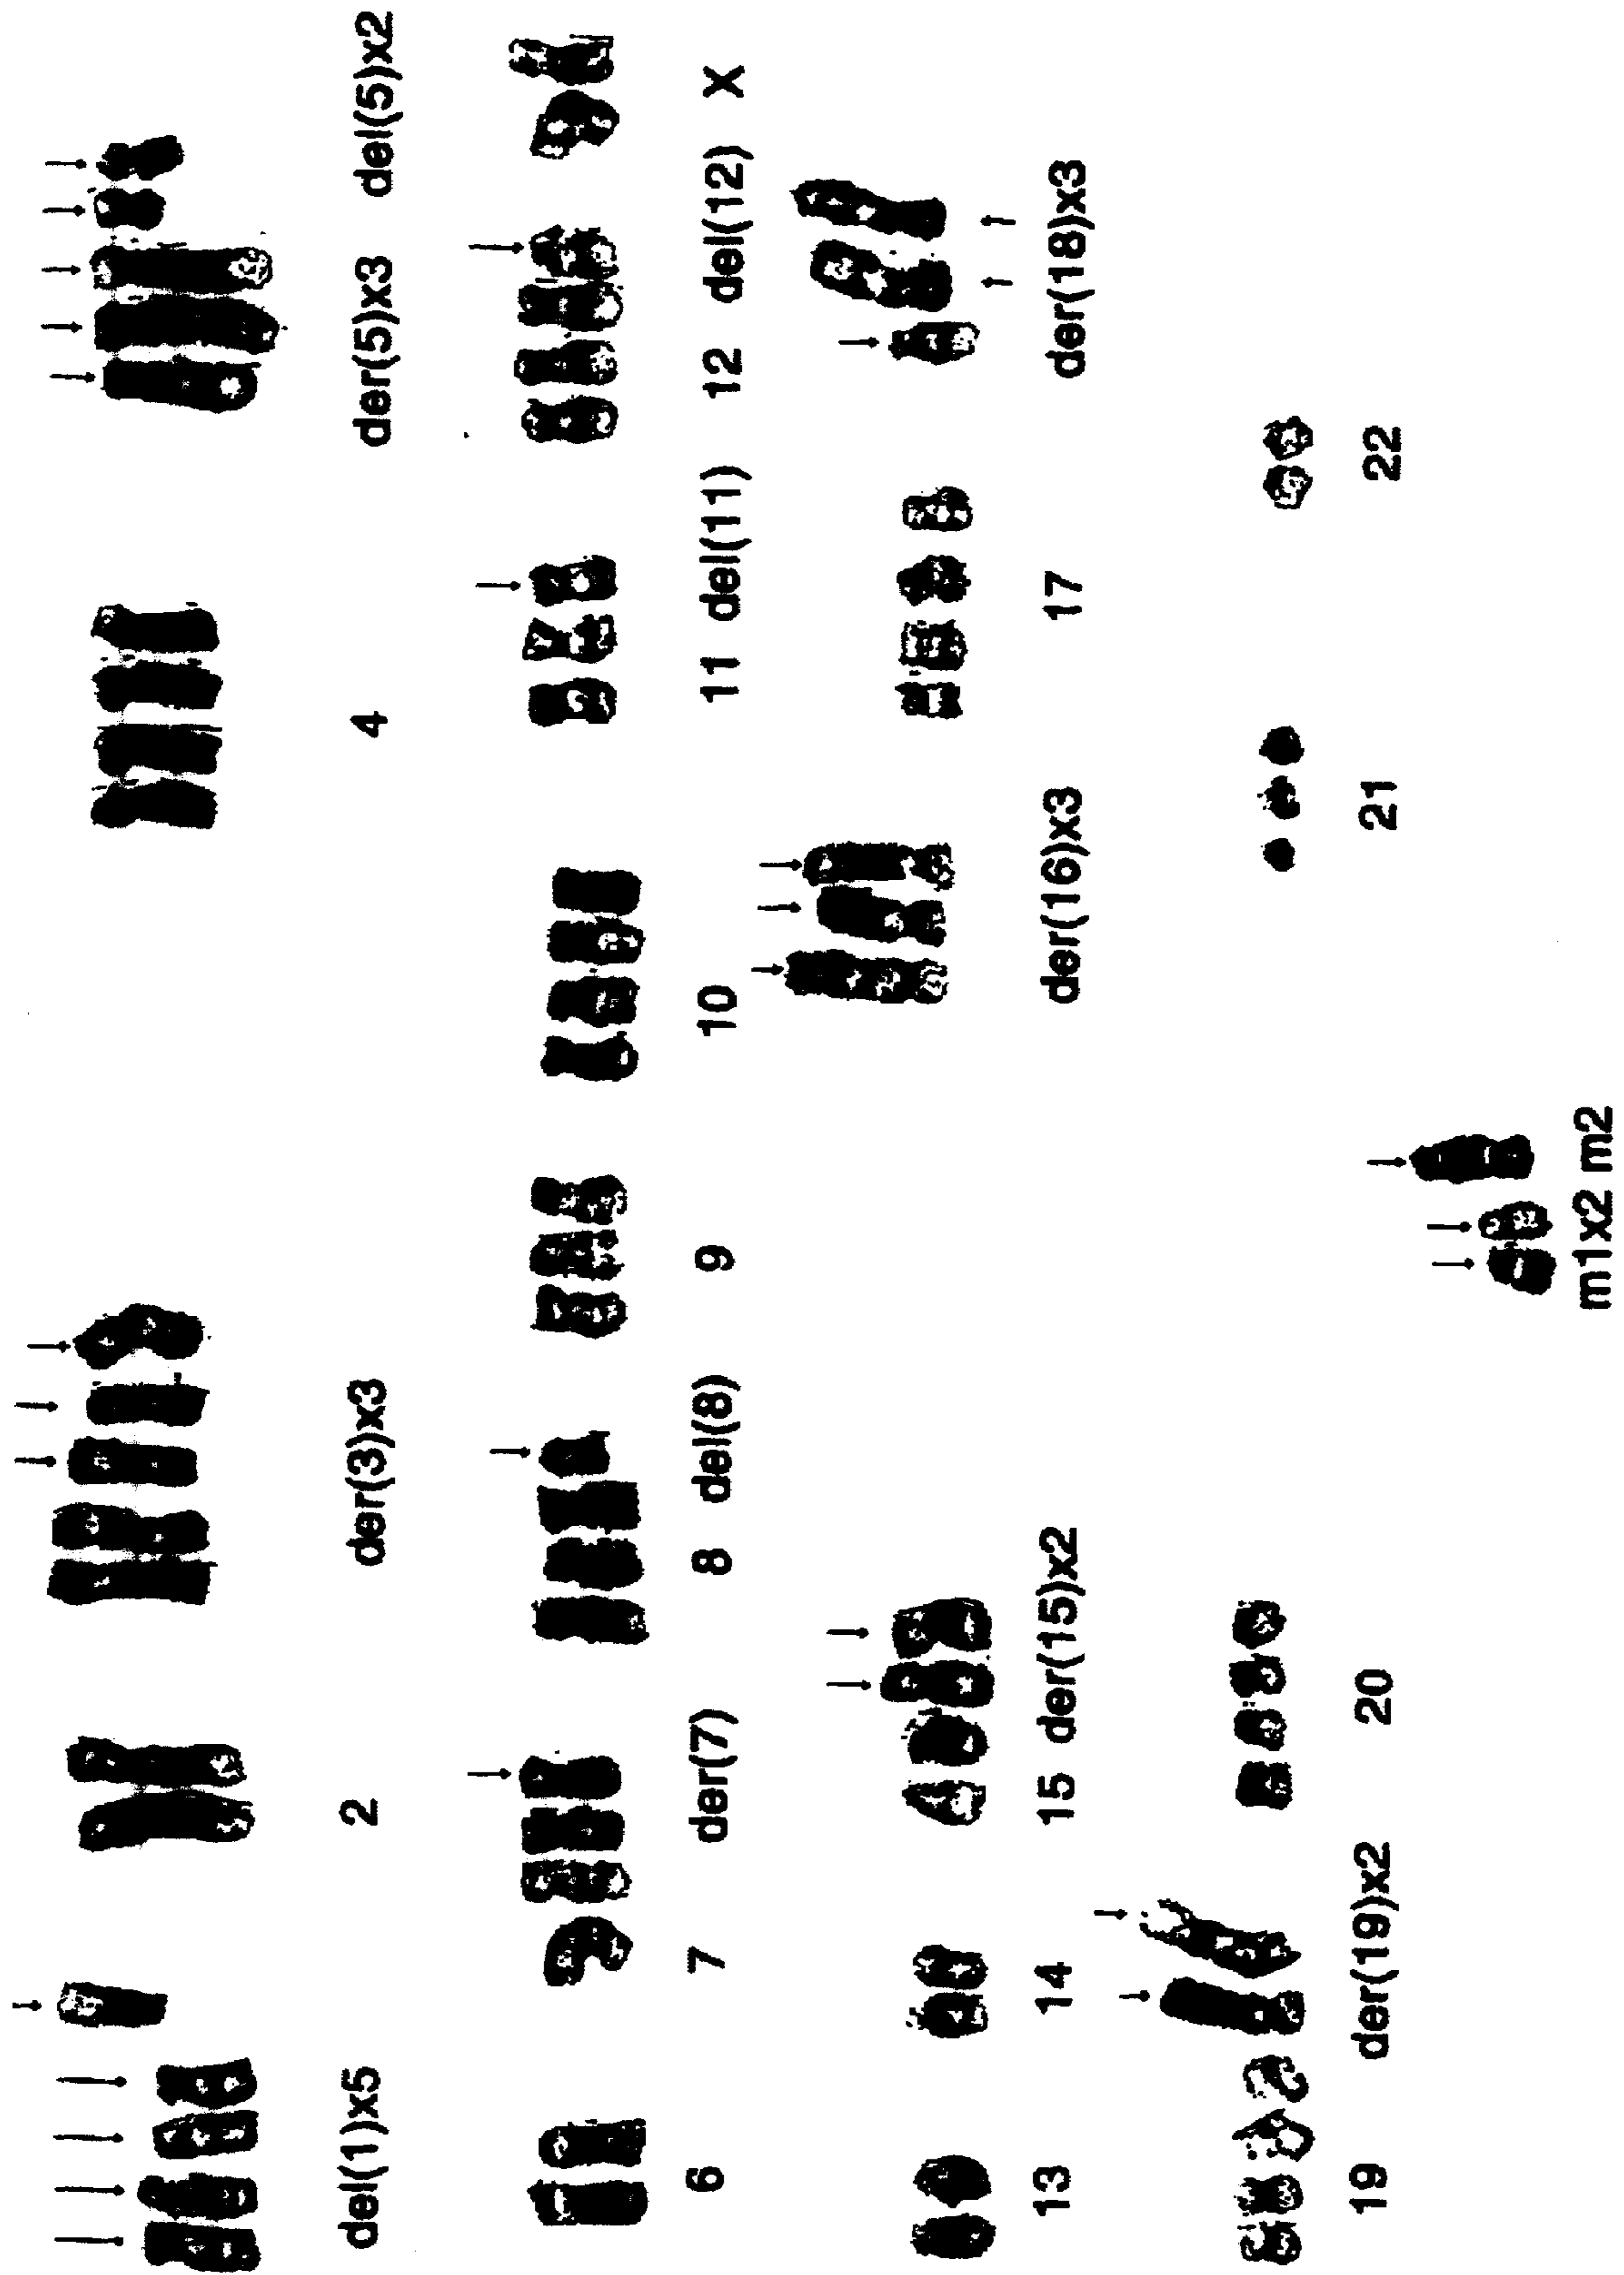 del(1)x5 2 der(3)x3 4 der(5)x3 del(5)x2
6 7 der(7) 8 del(8) 9 10 11 del(11) 12 del(12) X
13 14 15 der(15)x2 der(16)x3 17 der(18)x3
19 der(19)x2 20 21 22
m1x2 m2